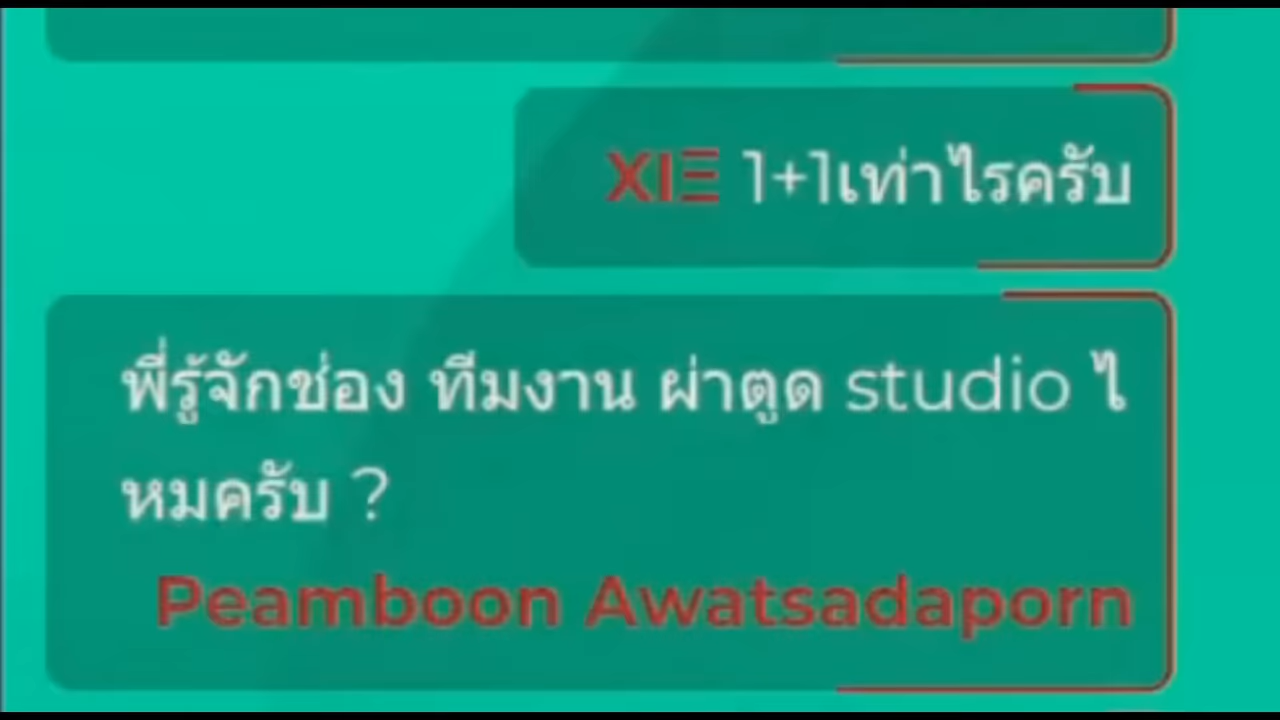 XIΞ 1+1เท่าไรครับ
พี่รู้จักช่อง ทีมงาน ผ่าตูด studio ไ
หมครับ ?
Peamboon Awatsadaporn